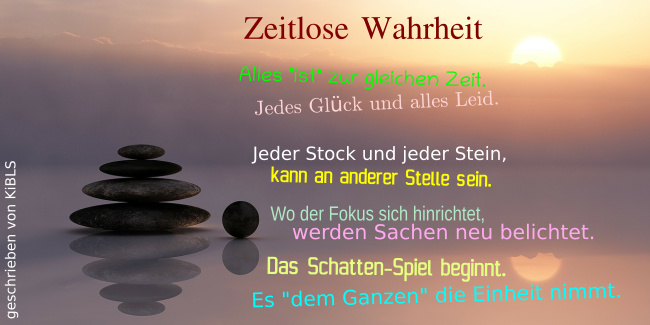 Zeitlose Wahrheit
Alles "ist" zur gleichen Zeit.
Jedes Glück und alles Leid.
Jeder Stock und jeder Stein,
kann an anderer Stelle sein.
Wo der Fokus sich hinrichtet,
werden Sachen neu belichtet.
Das Schatten-Spiel beginnt.
Es "dem Ganzen" die Einheit nimmt.
geschrieben von KiBLS